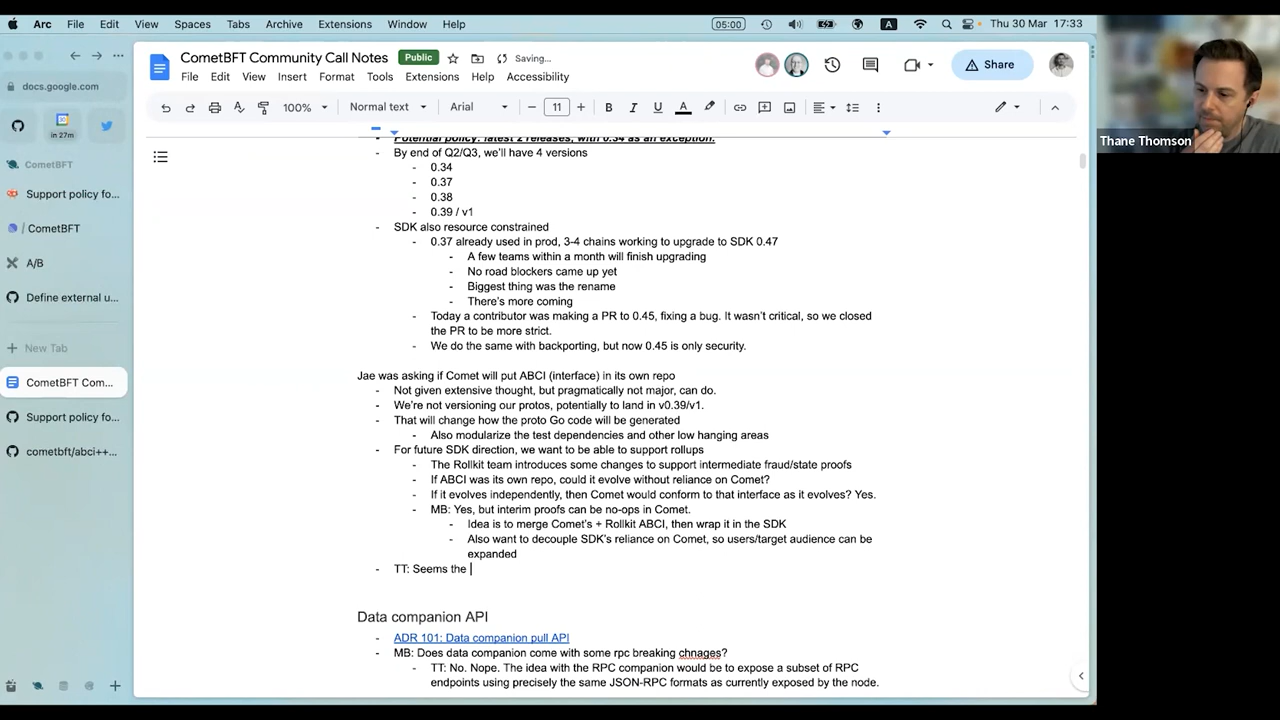 Arc File Edit View Spaces Tabs Archive Extensions Window Help 05:00 A Thu 30 Mar 17:33
docs.google.com
in 27m
CometBFT
Support policy fo...
/ CometBFT
A/B
Define external u...
New Tab
CometBFT Com...
Support policy fo...
cometbft/abci++...
CometBFT Community Call Notes Public Saving...
File Edit View Insert Format Tools Extensions Help Accessibility
Share
100% Normal text Arial 11 B I U A
- Potential policy: latest 2 releases, with 0.34 as an exception.
- By end of Q2/Q3, we'll have 4 versions
- 0.34
- 0.37
- 0.38
- 0.39 / v1
- SDK also resource constrained
- 0.37 already used in prod, 3-4 chains working to upgrade to SDK 0.47
- A few teams within a month will finish upgrading
- No road blockers came up yet
- Biggest thing was the rename
- There's more coming
- Today a contributor was making a PR to 0.45, fixing a bug. It wasn't critical, so we closed
the PR to be more strict.
- We do the same with backporting, but now 0.45 is only security.
Jae was asking if Comet will put ABCI (interface) in its own repo
- Not given extensive thought, but pragmatically not major, can do.
- We're not versioning our protos, potentially to land in v0.39/v1.
- That will change how the proto Go code will be generated
- Also modularize the test dependencies and other low hanging areas
- For future SDK direction, we want to be able to support rollups
- The Rollkit team introduces some changes to support intermediate fraud/state proofs
- If ABCI was its own repo, could it evolve without reliance on Comet?
- If it evolves independently, then Comet would conform to that interface as it evolves? Yes.
- MB: Yes, but interim proofs can be no-ops in Comet.
- Idea is to merge Comet's + Rollkit ABCI, then wrap it in the SDK
- Also want to decouple SDK's reliance on Comet, so users/target audience can be
expanded
- TT: Seems the
Data companion API
- ADR 101: Data companion pull API
- MB: Does data companion come with some rpc breaking chnages?
- TT: No. Nope. The idea with the RPC companion would be to expose a subset of RPC
endpoints using precisely the same JSON-RPC formats as currently exposed by the node.
Thane Thomson